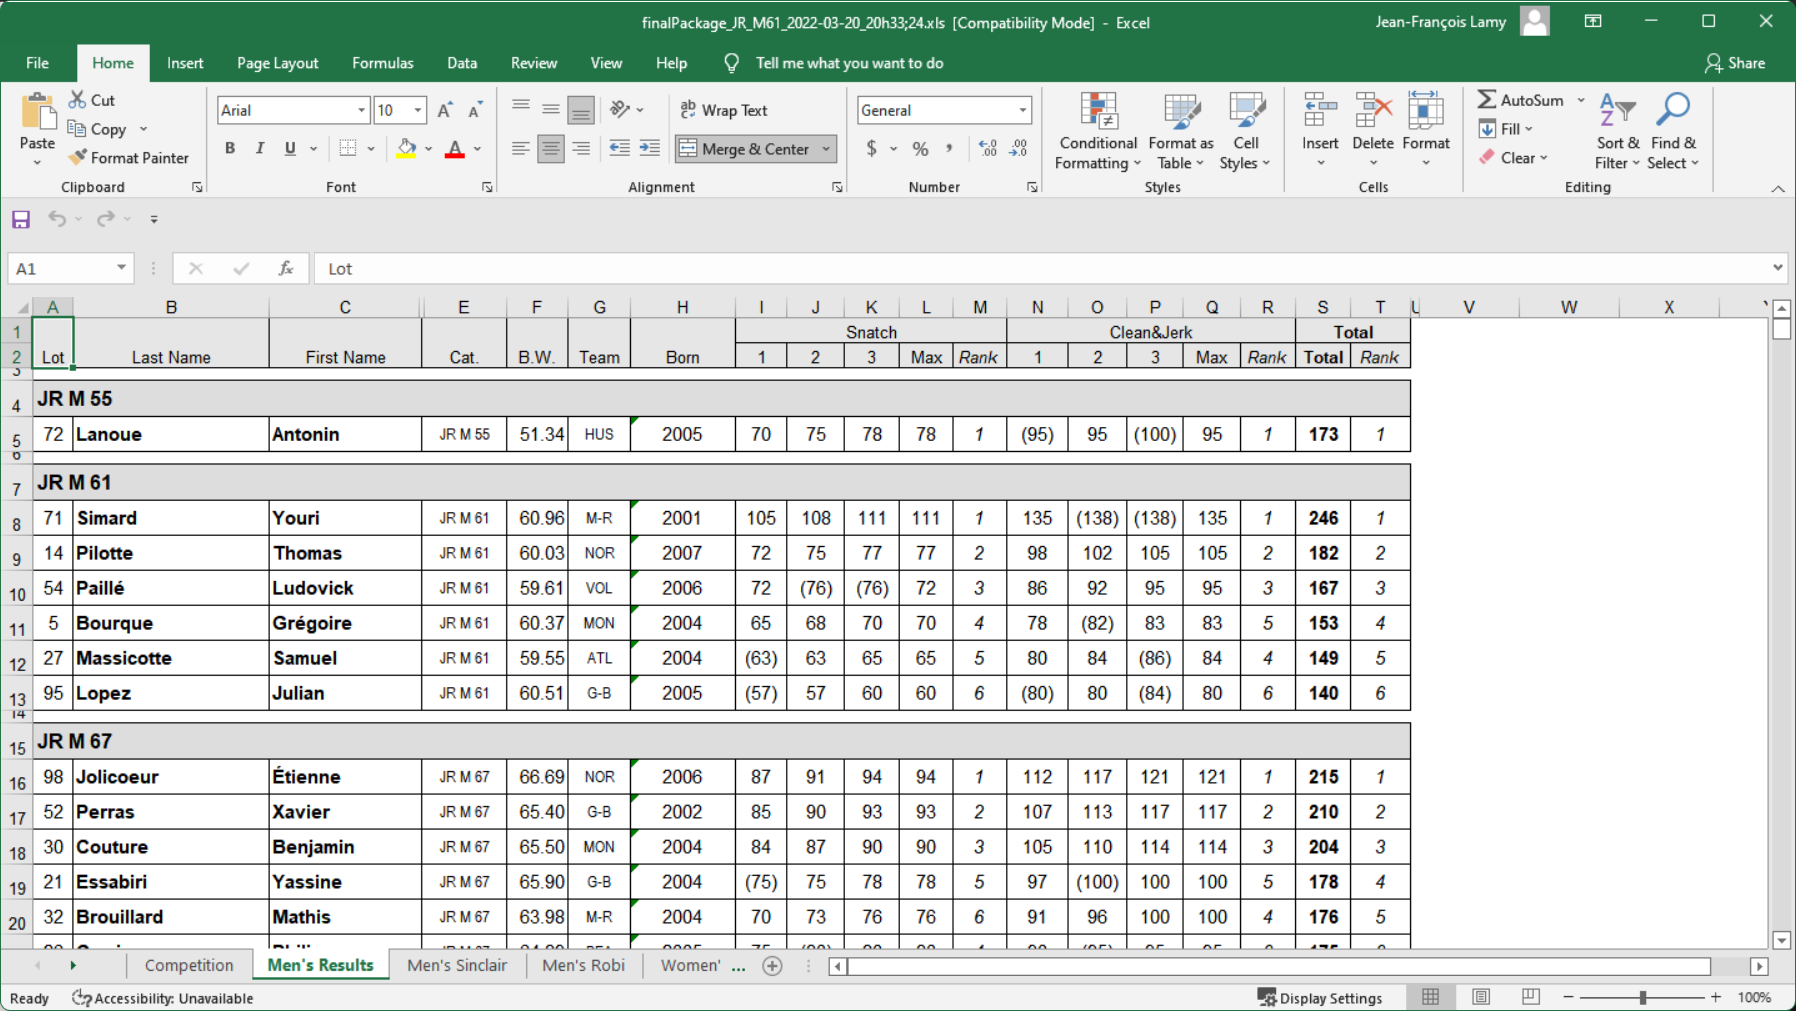 finalPackage_JR_M61_2022-03-20_20h33;24.xls [Compatibility Mode] - Excel
Jean-François Lamy
File Home Insert Page Layout Formulas Data Review View Help Tell me what you want to do Share
Paste
Cut
Copy
Format Painter
Clipboard
Arial 10
B I U
Font
Wrap Text
Merge & Center
Alignment
General
$ % ,
Number
Conditional Formatting
Format as Table
Cell Styles
Styles
Insert Delete Format
Cells
AutoSum
Fill
Clear
Sort & Filter
Find & Select
Editing
A1 fx Lot
A B C E F G H I J K L M N O P Q R S T U V W X
1 Snatch Clean&Jerk Total
2 Lot Last Name First Name Cat. B.W. Team Born 1 2 3 Max Rank 1 2 3 Max Rank Total Rank
3
4 JR M 55
5 72 Lanoue Antonin JR M 55 51.34 HUS 2005 70 75 78 78 1 (95) 95 (100) 95 1 173 1
6
7 JR M 61
8 71 Simard Youri JR M 61 60.96 M-R 2001 105 108 111 111 1 135 (138) (138) 135 1 246 1
9 14 Pilotte Thomas JR M 61 60.03 NOR 2007 72 75 77 77 2 98 102 105 105 2 182 2
10 54 Paillé Ludovick JR M 61 59.61 VOL 2006 72 (76) (76) 72 3 86 92 95 95 3 167 3
11 5 Bourque Grégoire JR M 61 60.37 MON 2004 65 68 70 70 4 78 (82) 83 83 5 153 4
12 27 Massicotte Samuel JR M 61 59.55 ATL 2004 (63) 63 65 65 5 80 84 (86) 84 4 149 5
13 95 Lopez Julian JR M 61 60.51 G-B 2005 (57) 57 60 60 6 (80) 80 (84) 80 6 140 6
14
15 JR M 67
16 98 Jolicoeur Étienne JR M 67 66.69 NOR 2006 87 91 94 94 1 112 117 121 121 1 215 1
17 52 Perras Xavier JR M 67 65.40 G-B 2002 85 90 93 93 2 107 113 117 117 2 210 2
18 30 Couture Benjamin JR M 67 65.50 MON 2004 84 87 90 90 3 105 110 114 114 3 204 3
19 21 Essabiri Yassine JR M 67 65.90 G-B 2004 (75) 75 78 78 5 97 (100) 100 100 5 178 4
20 32 Brouillard Mathis JR M 67 63.98 M-R 2004 70 73 76 76 6 91 96 100 100 4 176 5
Competition Men's Results Men's Sinclair Men's Robi Women' ...
Ready Accessibility: Unavailable Display Settings 100%